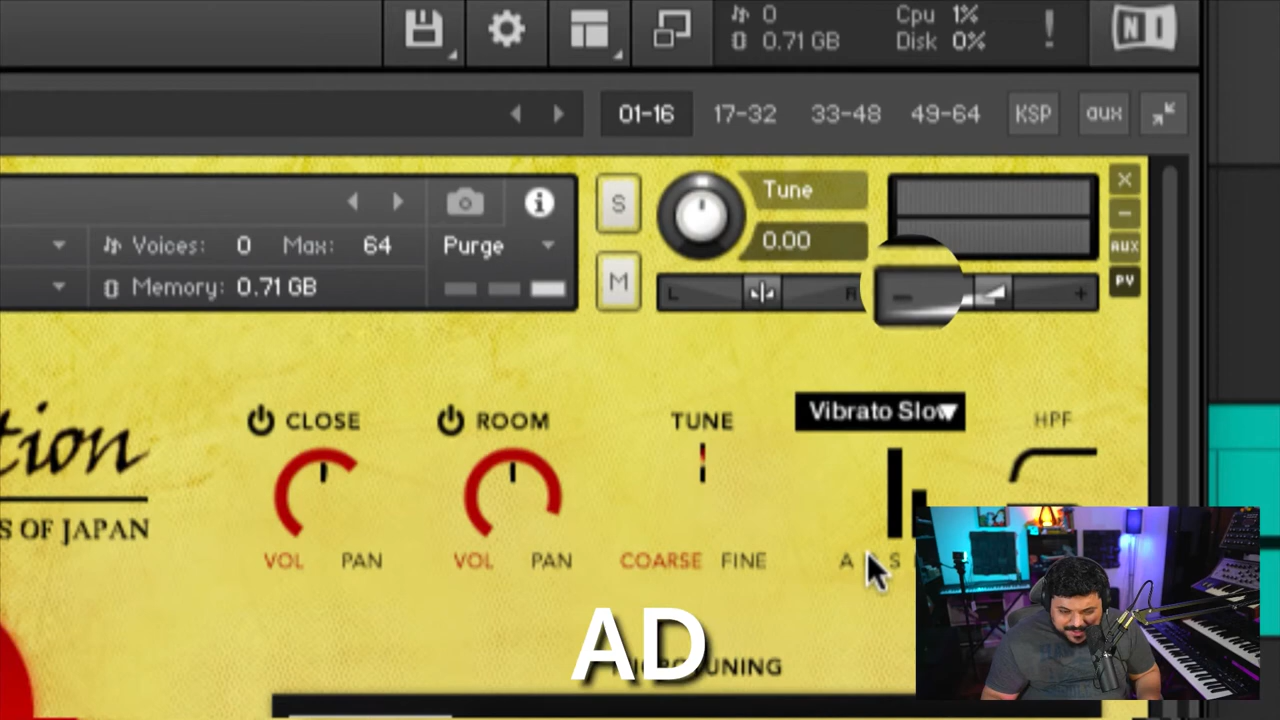 0
0.71 GB
Cpu 1%
Disk 0%
!
NI
01-16 17-32 33-48 49-64 KSP aux
S
Tune
×
Voices: 0 Max: 64
Purge
0.00
AUX
M
L R - +
PV
Memory: 0.71 GB
tion
S OF JAPAN
CLOSE
ROOM
TUNE
Vibrato Slow
HPF
VOL PAN
VOL PAN
COARSE FINE
A D S
AD
TUNING